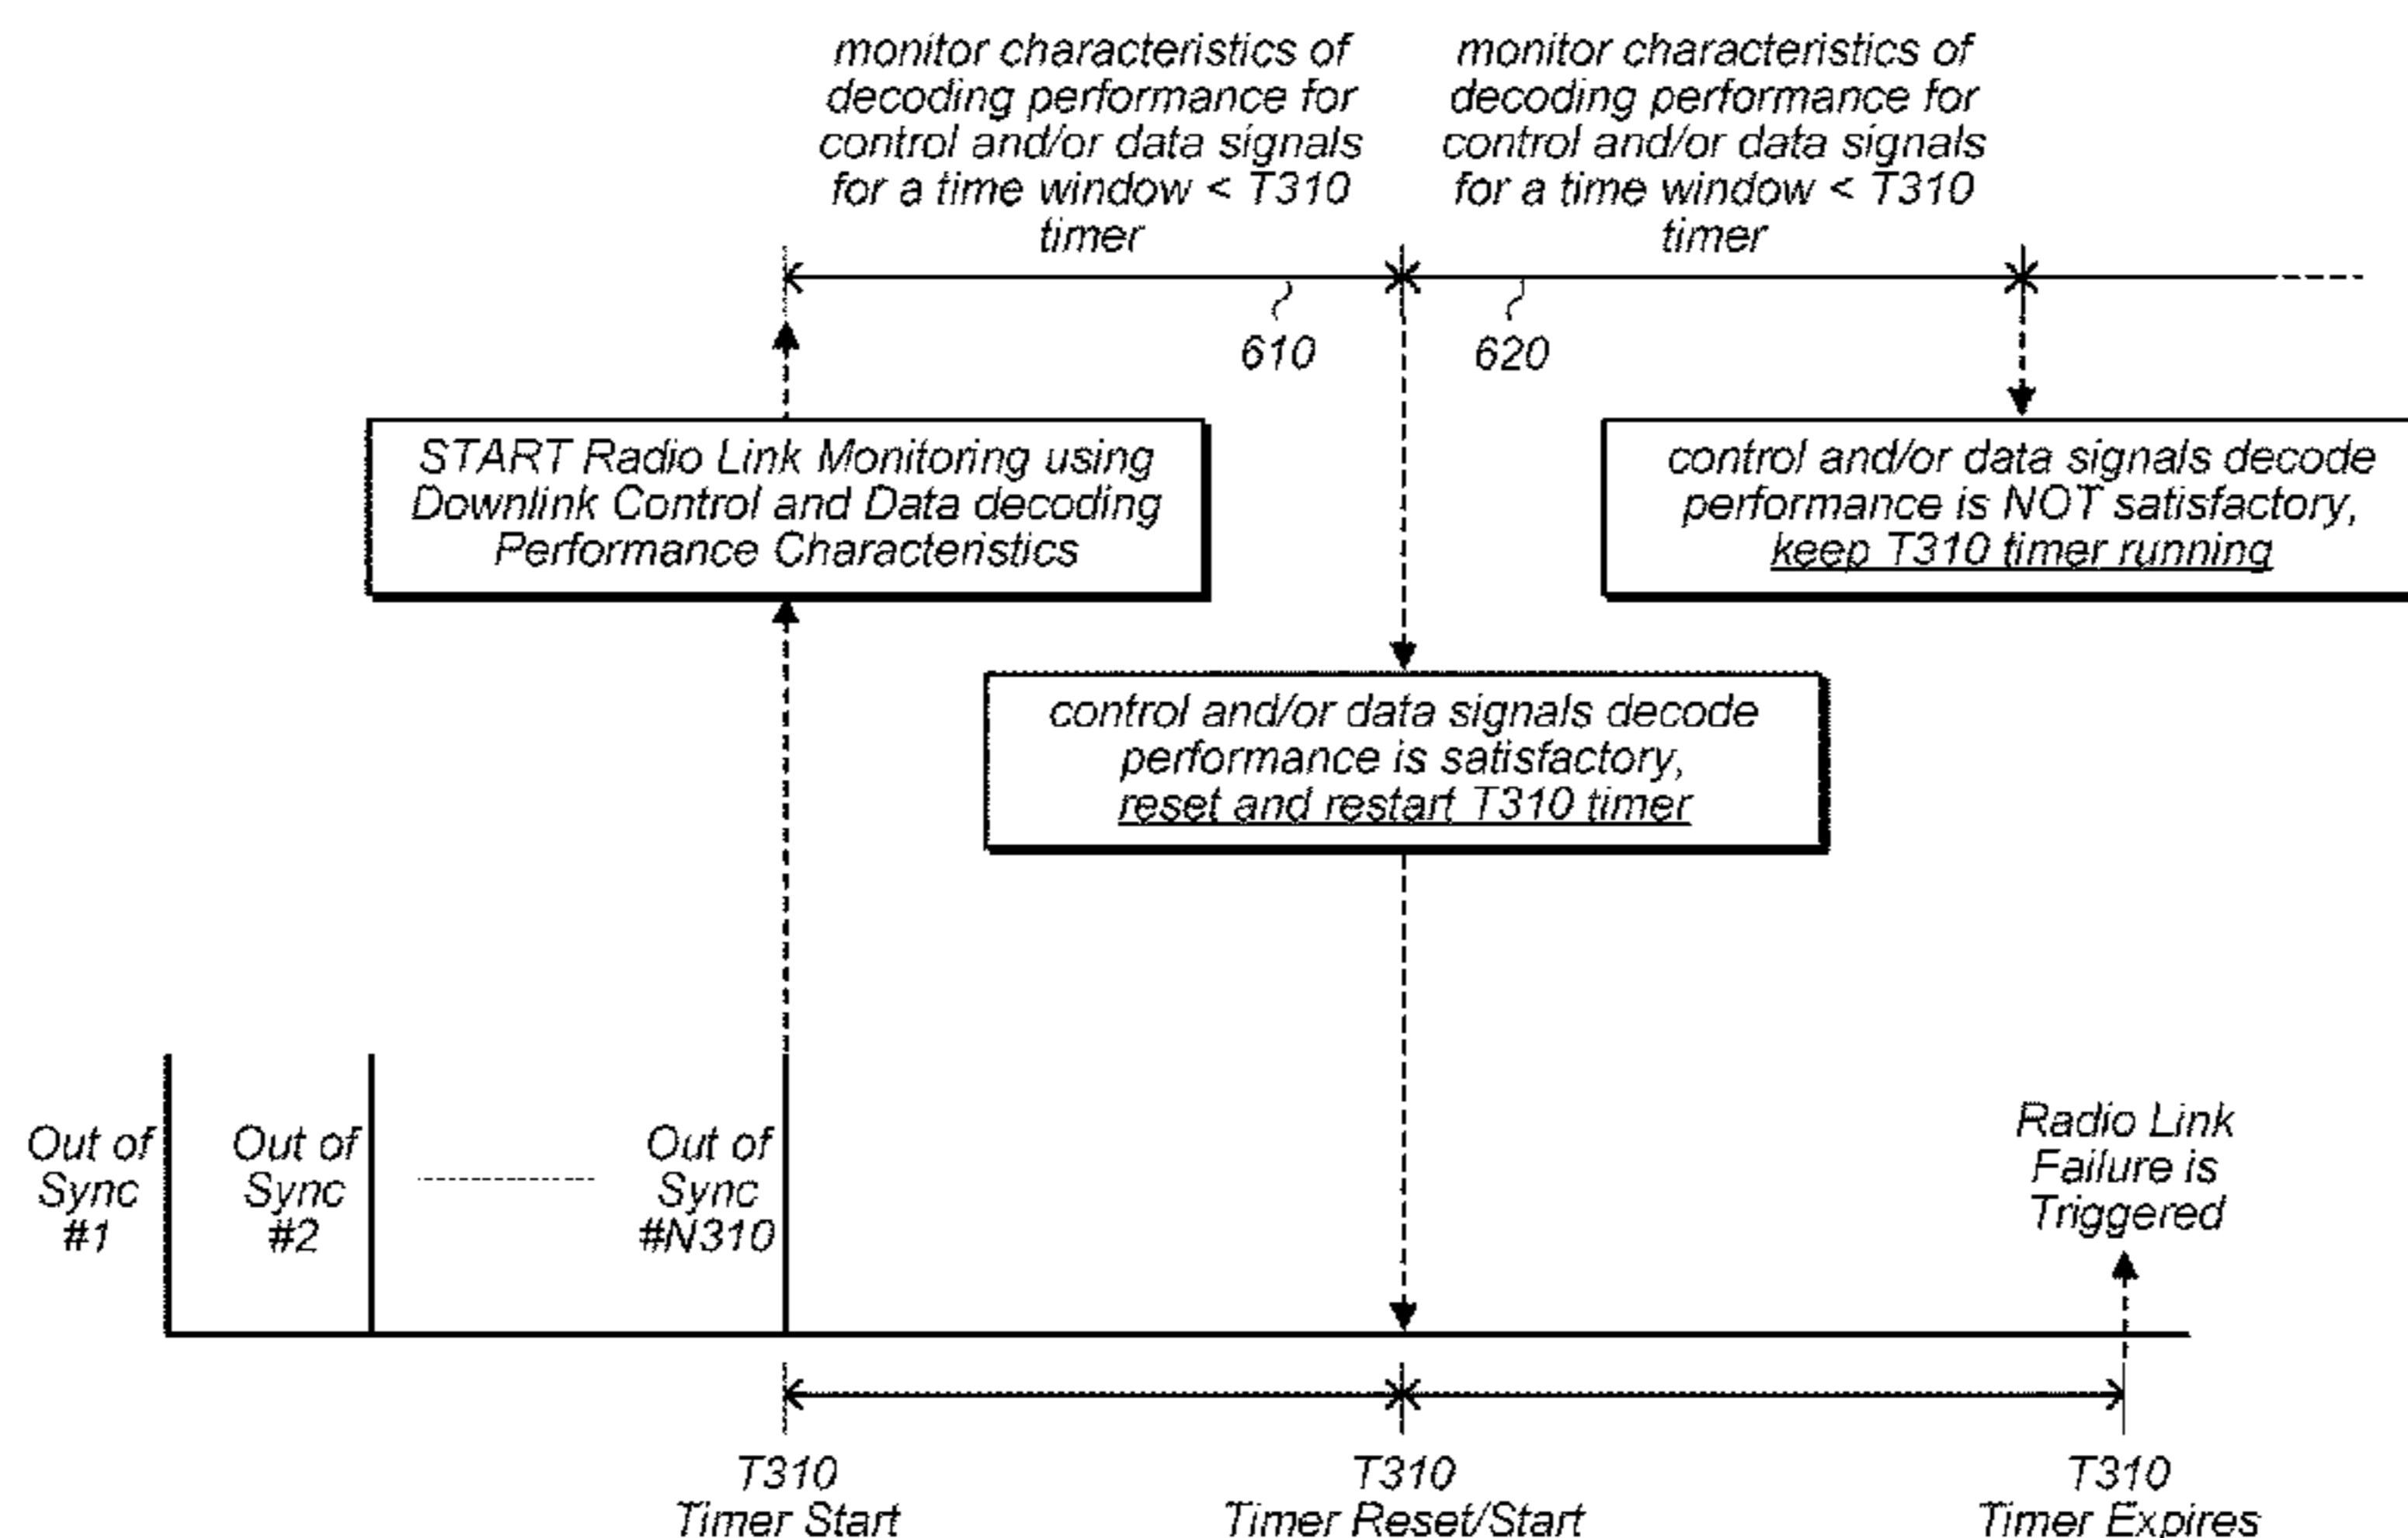 monitor characteristics of
decoding performance for
control and/or data signals
for a time window < T310
timer
monitor characteristics of
decoding performance for
control and/or data signals
for a time window < T310
timer
610
620
START Radio Link Monitoring using
Downlink Control and Data decoding
Performance Characteristics
control and/or data signals decode
performance is NOT satisfactory,
keep T310 timer running
control and/or data signals decode
performance is satisfactory,
reset and restart T310 timer
Out of
Sync
#1
Out of
Sync
#2
Out of
Sync
#N310
Radio Link
Failure is
Triggered
T310
Timer Start
T310
Timer Reset/Start
T310
Timer Expires